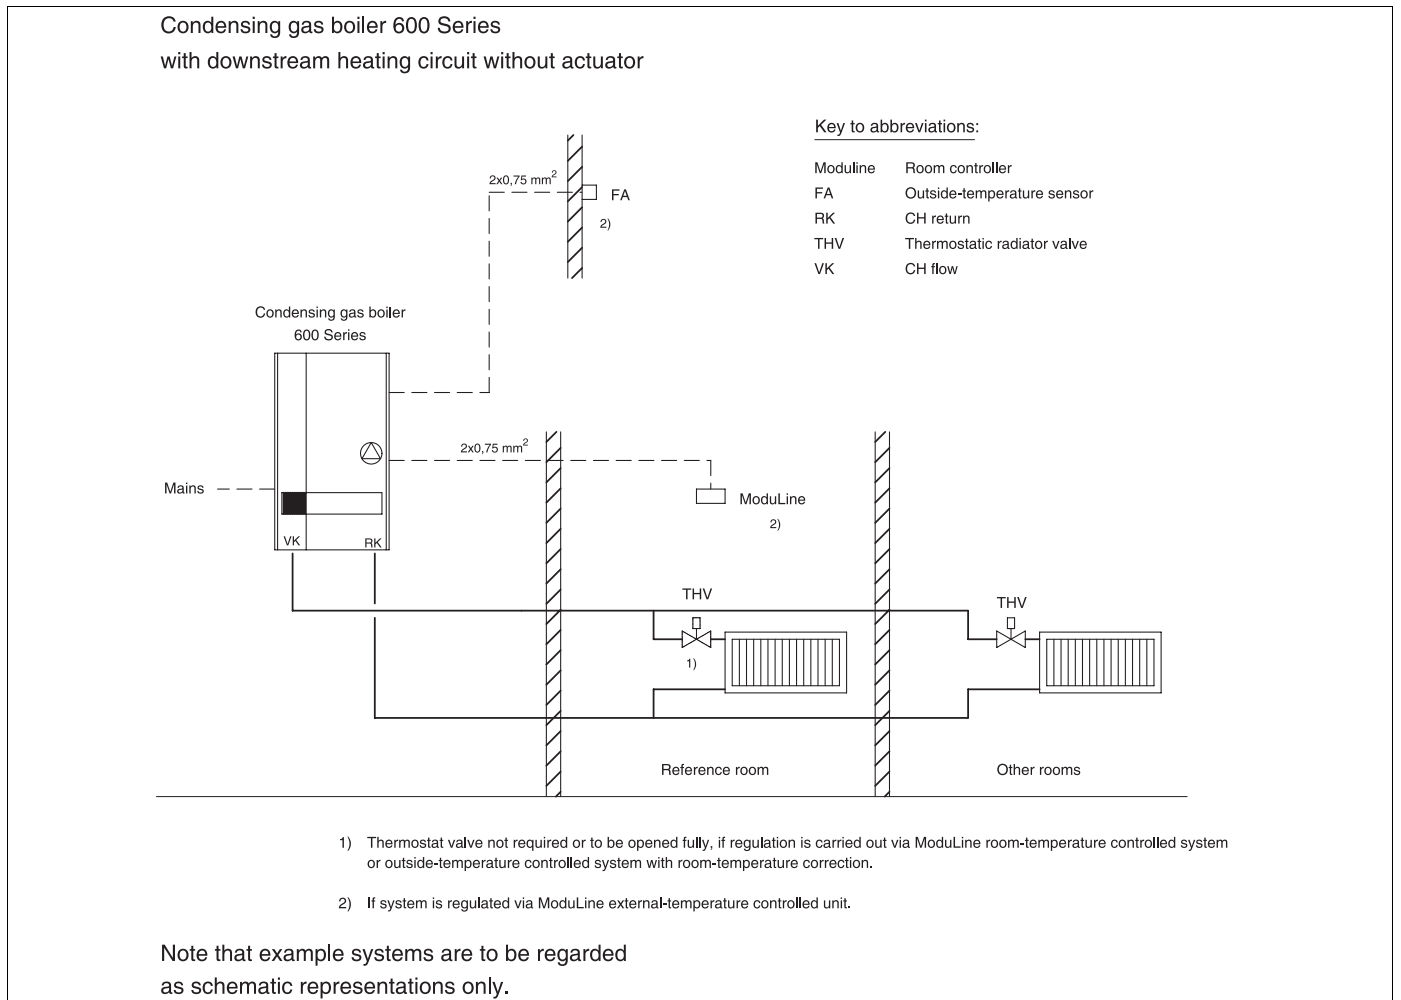 Condensing gas boiler 600 Series
with downstream heating circuit without actuator
Key to abbreviations:
Moduline Room controller
FA Outside-temperature sensor
RK CH return
THV Thermostatic radiator valve
VK CH flow
2x0,75 mm²
FA
2)
Condensing gas boiler
600 Series
2x0,75 mm²
Mains
ModuLine
2)
VK
RK
THV
THV
1)
Reference room
Other rooms
1) Thermostat valve not required or to be opened fully, if regulation is carried out via ModuLine room-temperature controlled system
or outside-temperature controlled system with room-temperature correction.
2) If system is regulated via ModuLine external-temperature controlled unit.
Note that example systems are to be regarded
as schematic representations only.